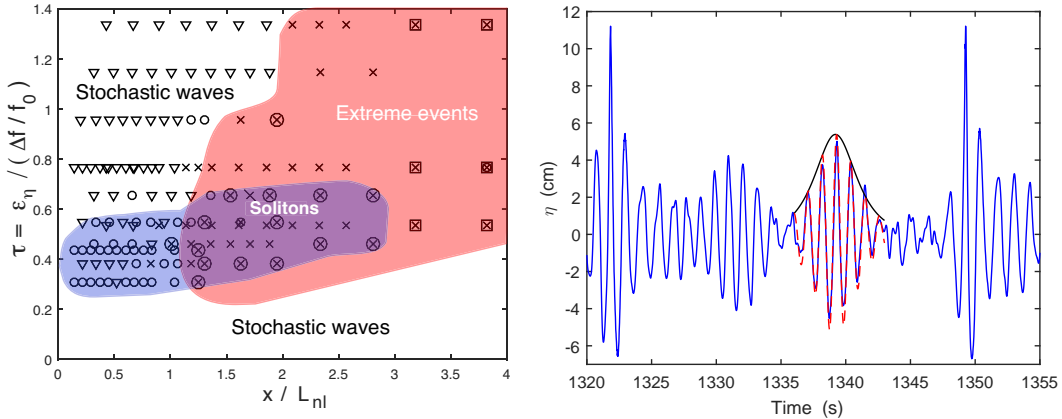 1.4
1.2
1
0.8
0.6
0.4
0.2
0
0 0.5 1 1.5 2 2.5 3 3.5 4
τ = ε_η / ( Δf / f_0 )
x / L_nl
Stochastic waves
Extreme events
Solitons
Stochastic waves
12
10
8
6
4
2
0
-2
-4
-6
η (cm)
1320 1325 1330 1335 1340 1345 1350 1355
Time (s)